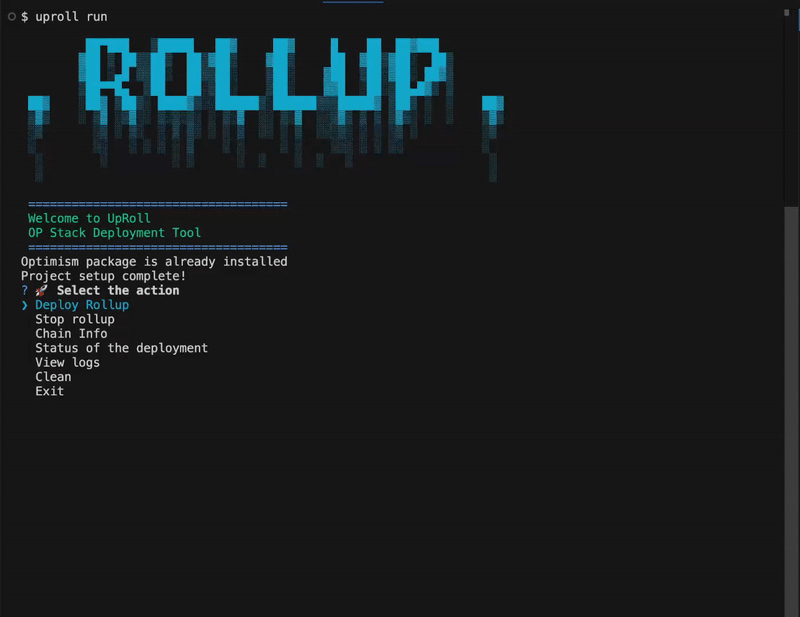 $ uproll run
. ROLLUP .
===================================
Welcome to UpRoll
OP Stack Deployment Tool
===================================
Optimism package is already installed
Project setup complete!
? 🚀 Select the action
❯ Deploy Rollup
Stop rollup
Chain Info
Status of the deployment
View logs
Clean
Exit